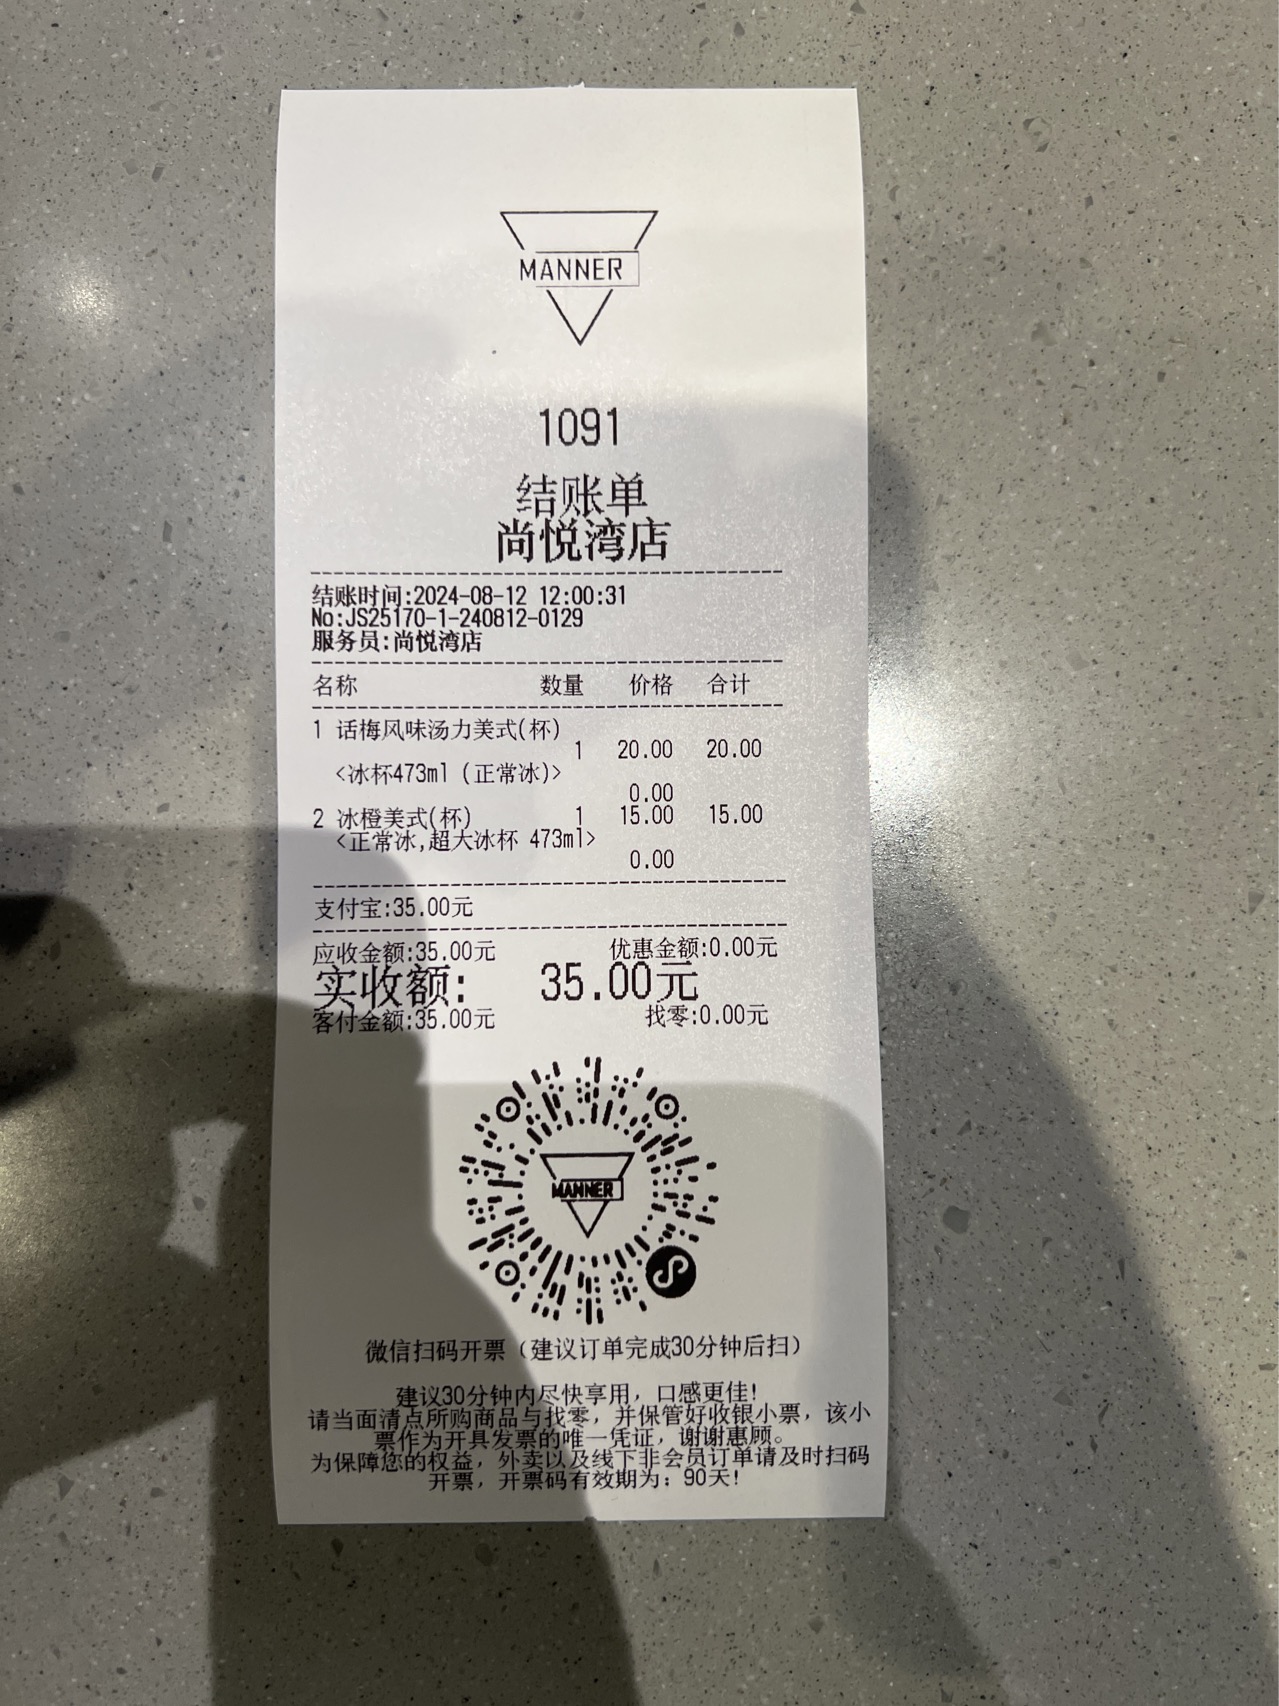 MANNER
1091
结账单
尚悦湾店
结账时间:2024-08-12 12:00:31
No:JS25170-1-240812-0129
服务员:尚悦湾店
名称 数量 价格 合计
1 话梅风味汤力美式(杯)
1 20.00 20.00
<冰杯473ml (正常冰)>
0.00
2 冰橙美式(杯) 1 15.00 15.00
<正常冰,超大冰杯 473ml>
0.00
支付宝:35.00元
应收金额:35.00元 优惠金额:0.00元
实收额: 35.00元
客付金额:35.00元 找零:0.00元
MANNER
微信扫码开票（建议订单完成30分钟后扫）
建议30分钟内尽快享用，口感更佳!
请当面清点所购商品与找零，并保管好收银小票，该小
票作为开具发票的唯一凭证，谢谢惠顾。
为保障您的权益，外卖以及线下非会员订单请及时扫码
开票，开票码有效期为：90天!